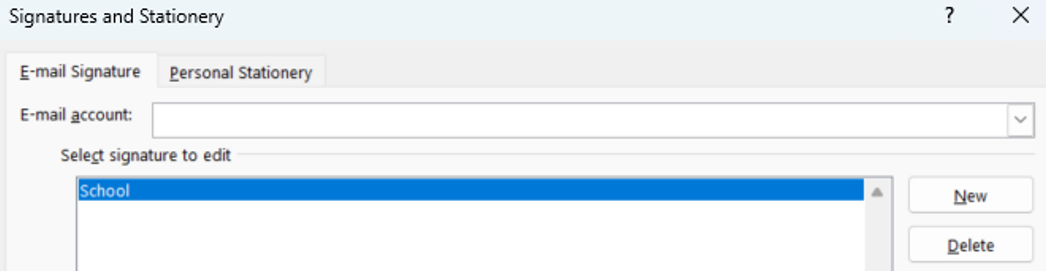 Signatures and Stationery ?
E-mail Signature Personal Stationery
E-mail account:
Select signature to edit
School
New
Delete